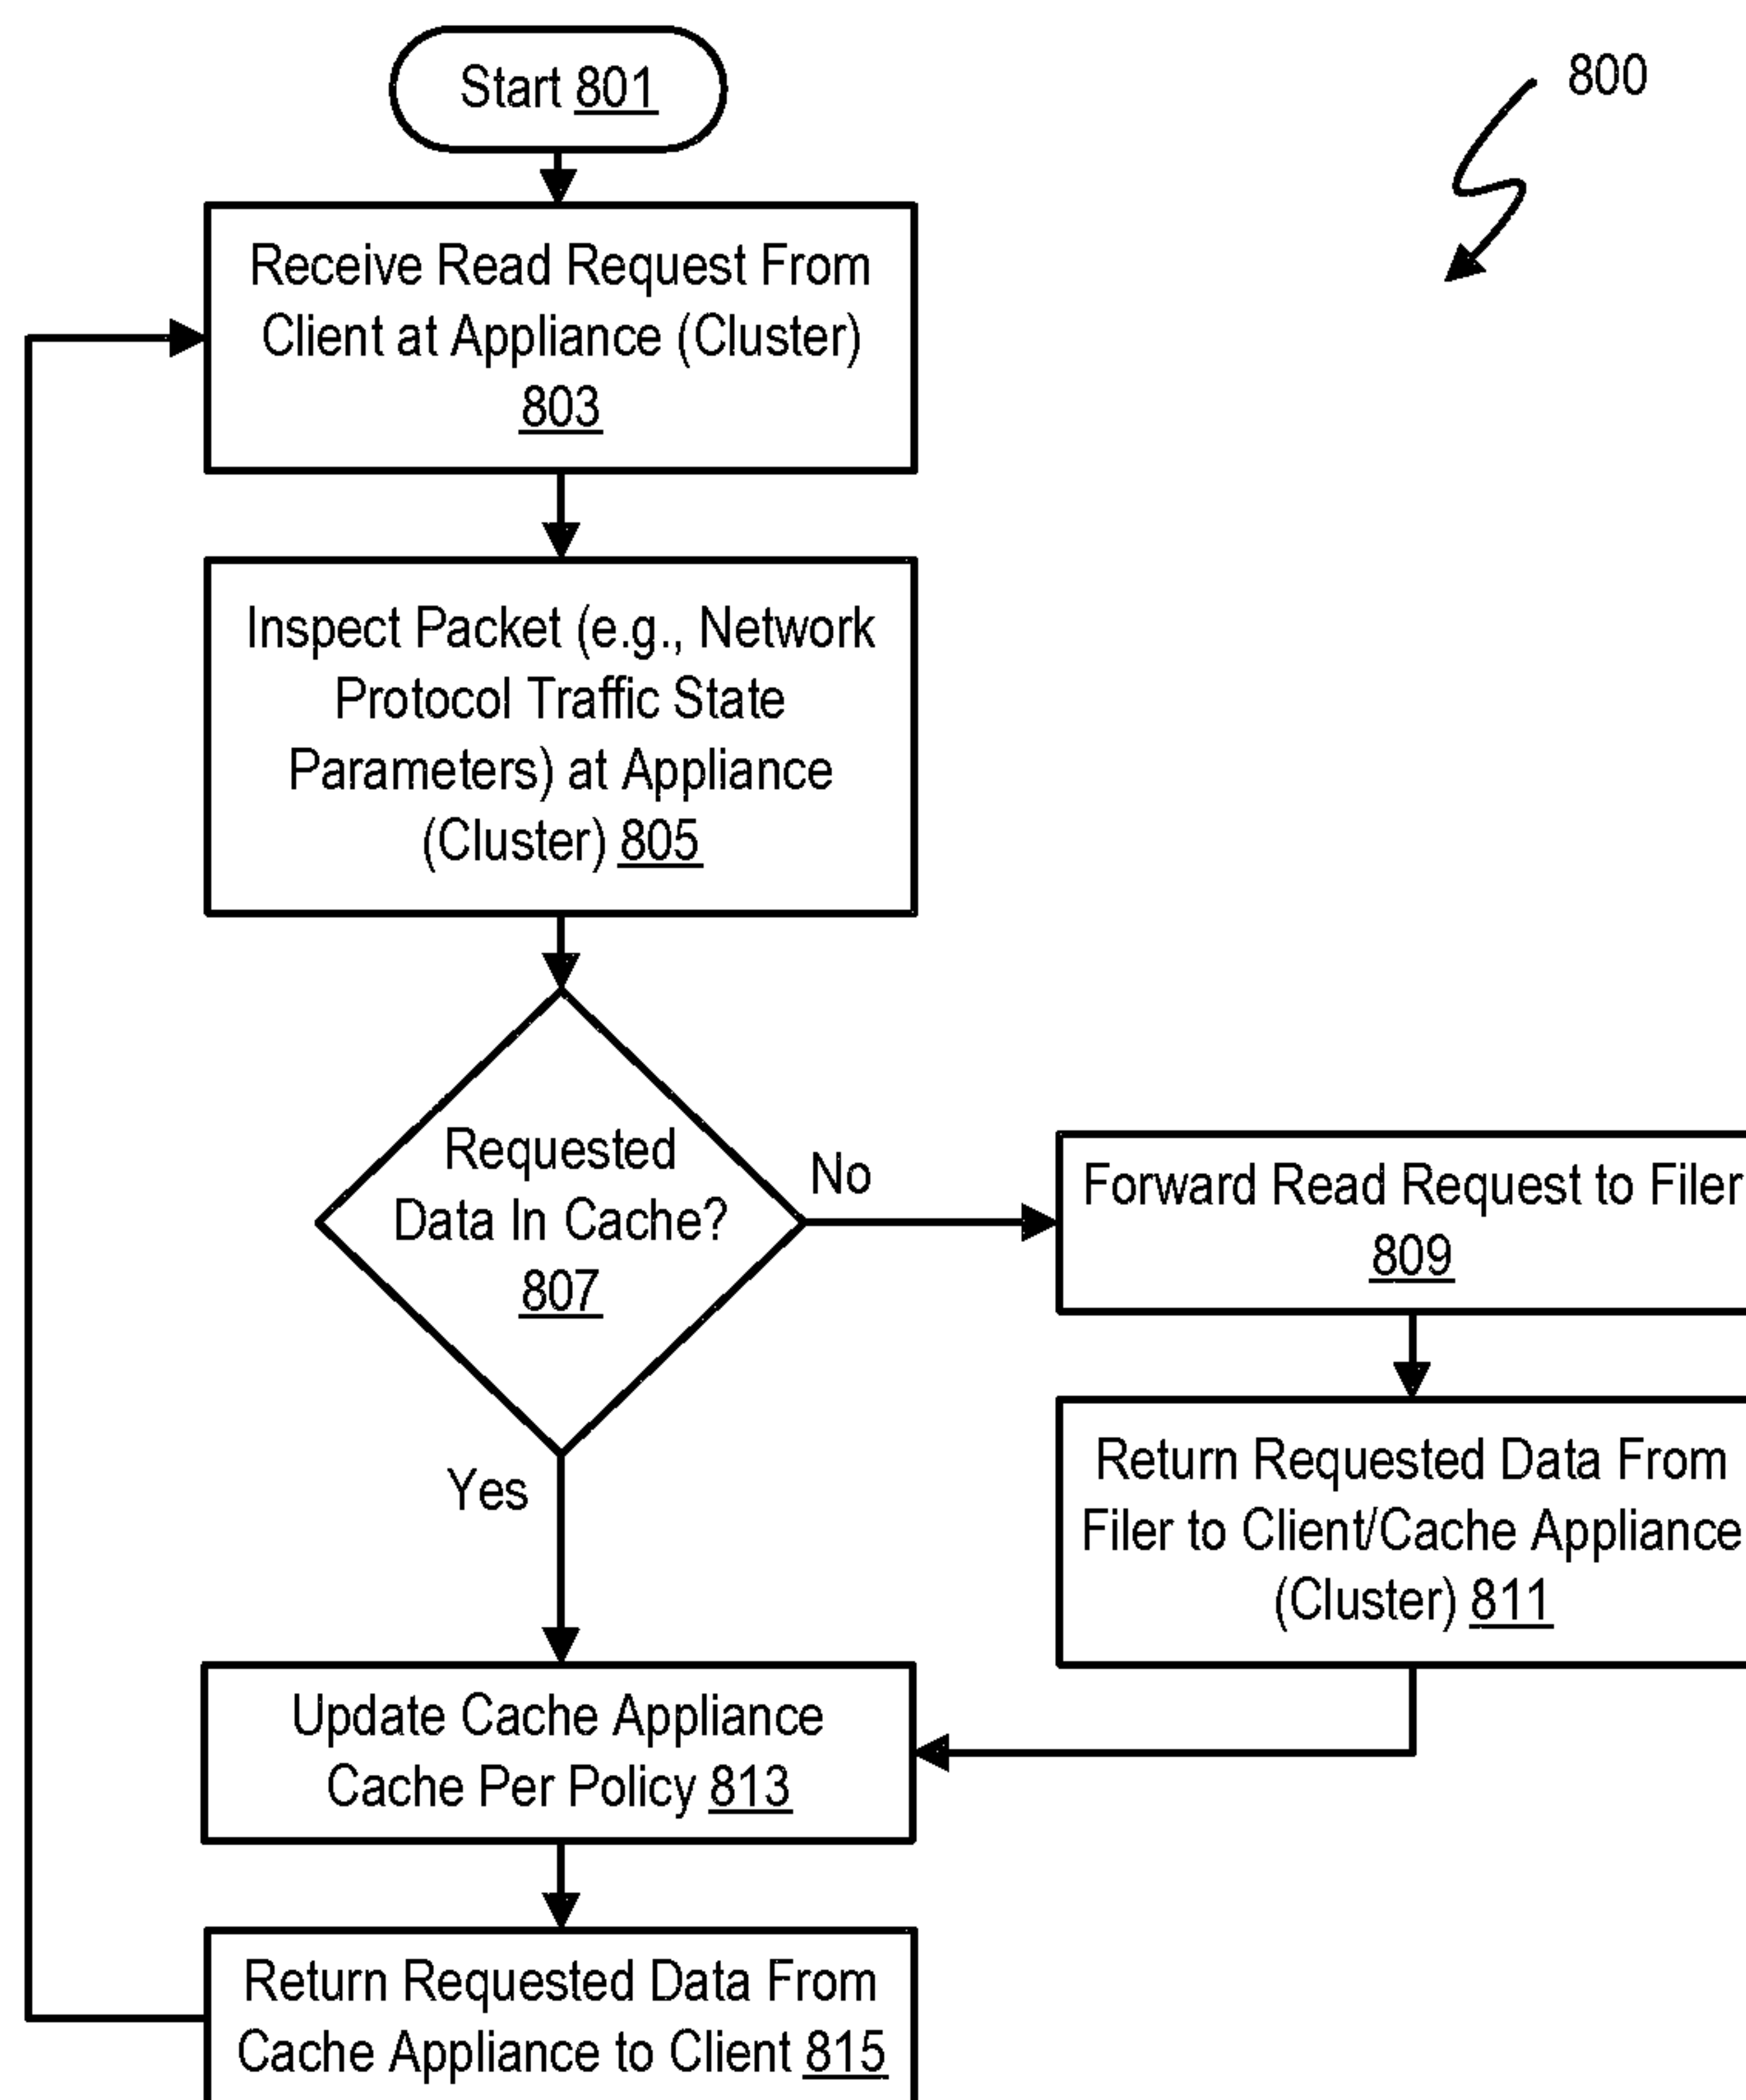 Start 801
800
Receive Read Request From
Client at Appliance (Cluster)
803
Inspect Packet (e.g., Network
Protocol Traffic State
Parameters) at Appliance
(Cluster) 805
Requested
Data In Cache?
807
No
Yes
Forward Read Request to Filer
809
Return Requested Data From
Filer to Client/Cache Appliance
(Cluster) 811
Update Cache Appliance
Cache Per Policy 813
Return Requested Data From
Cache Appliance to Client 815